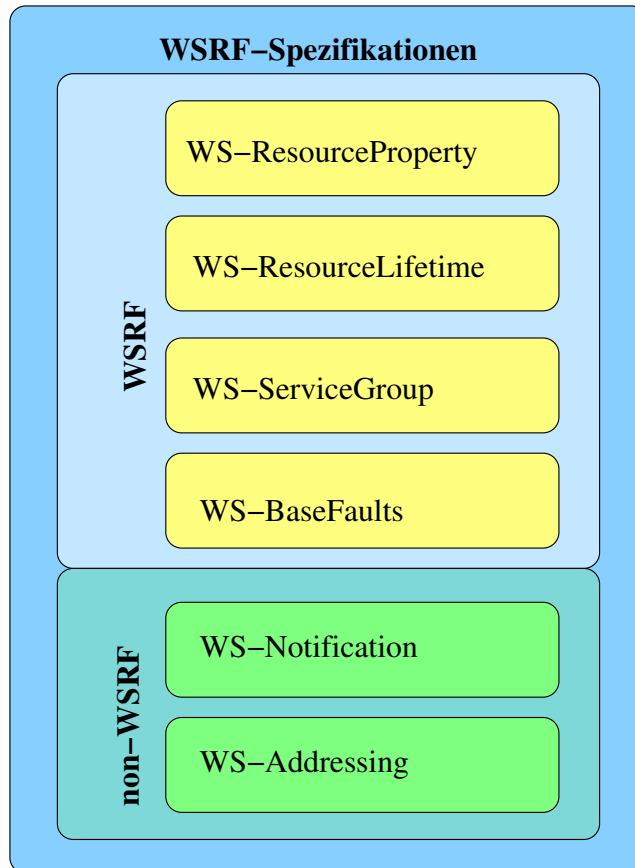 WSRF–Spezifikationen
WSRF
WS–ResourceProperty
WS–ResourceLifetime
WS–ServiceGroup
WS–BaseFaults
non–WSRF
WS–Notification
WS–Addressing